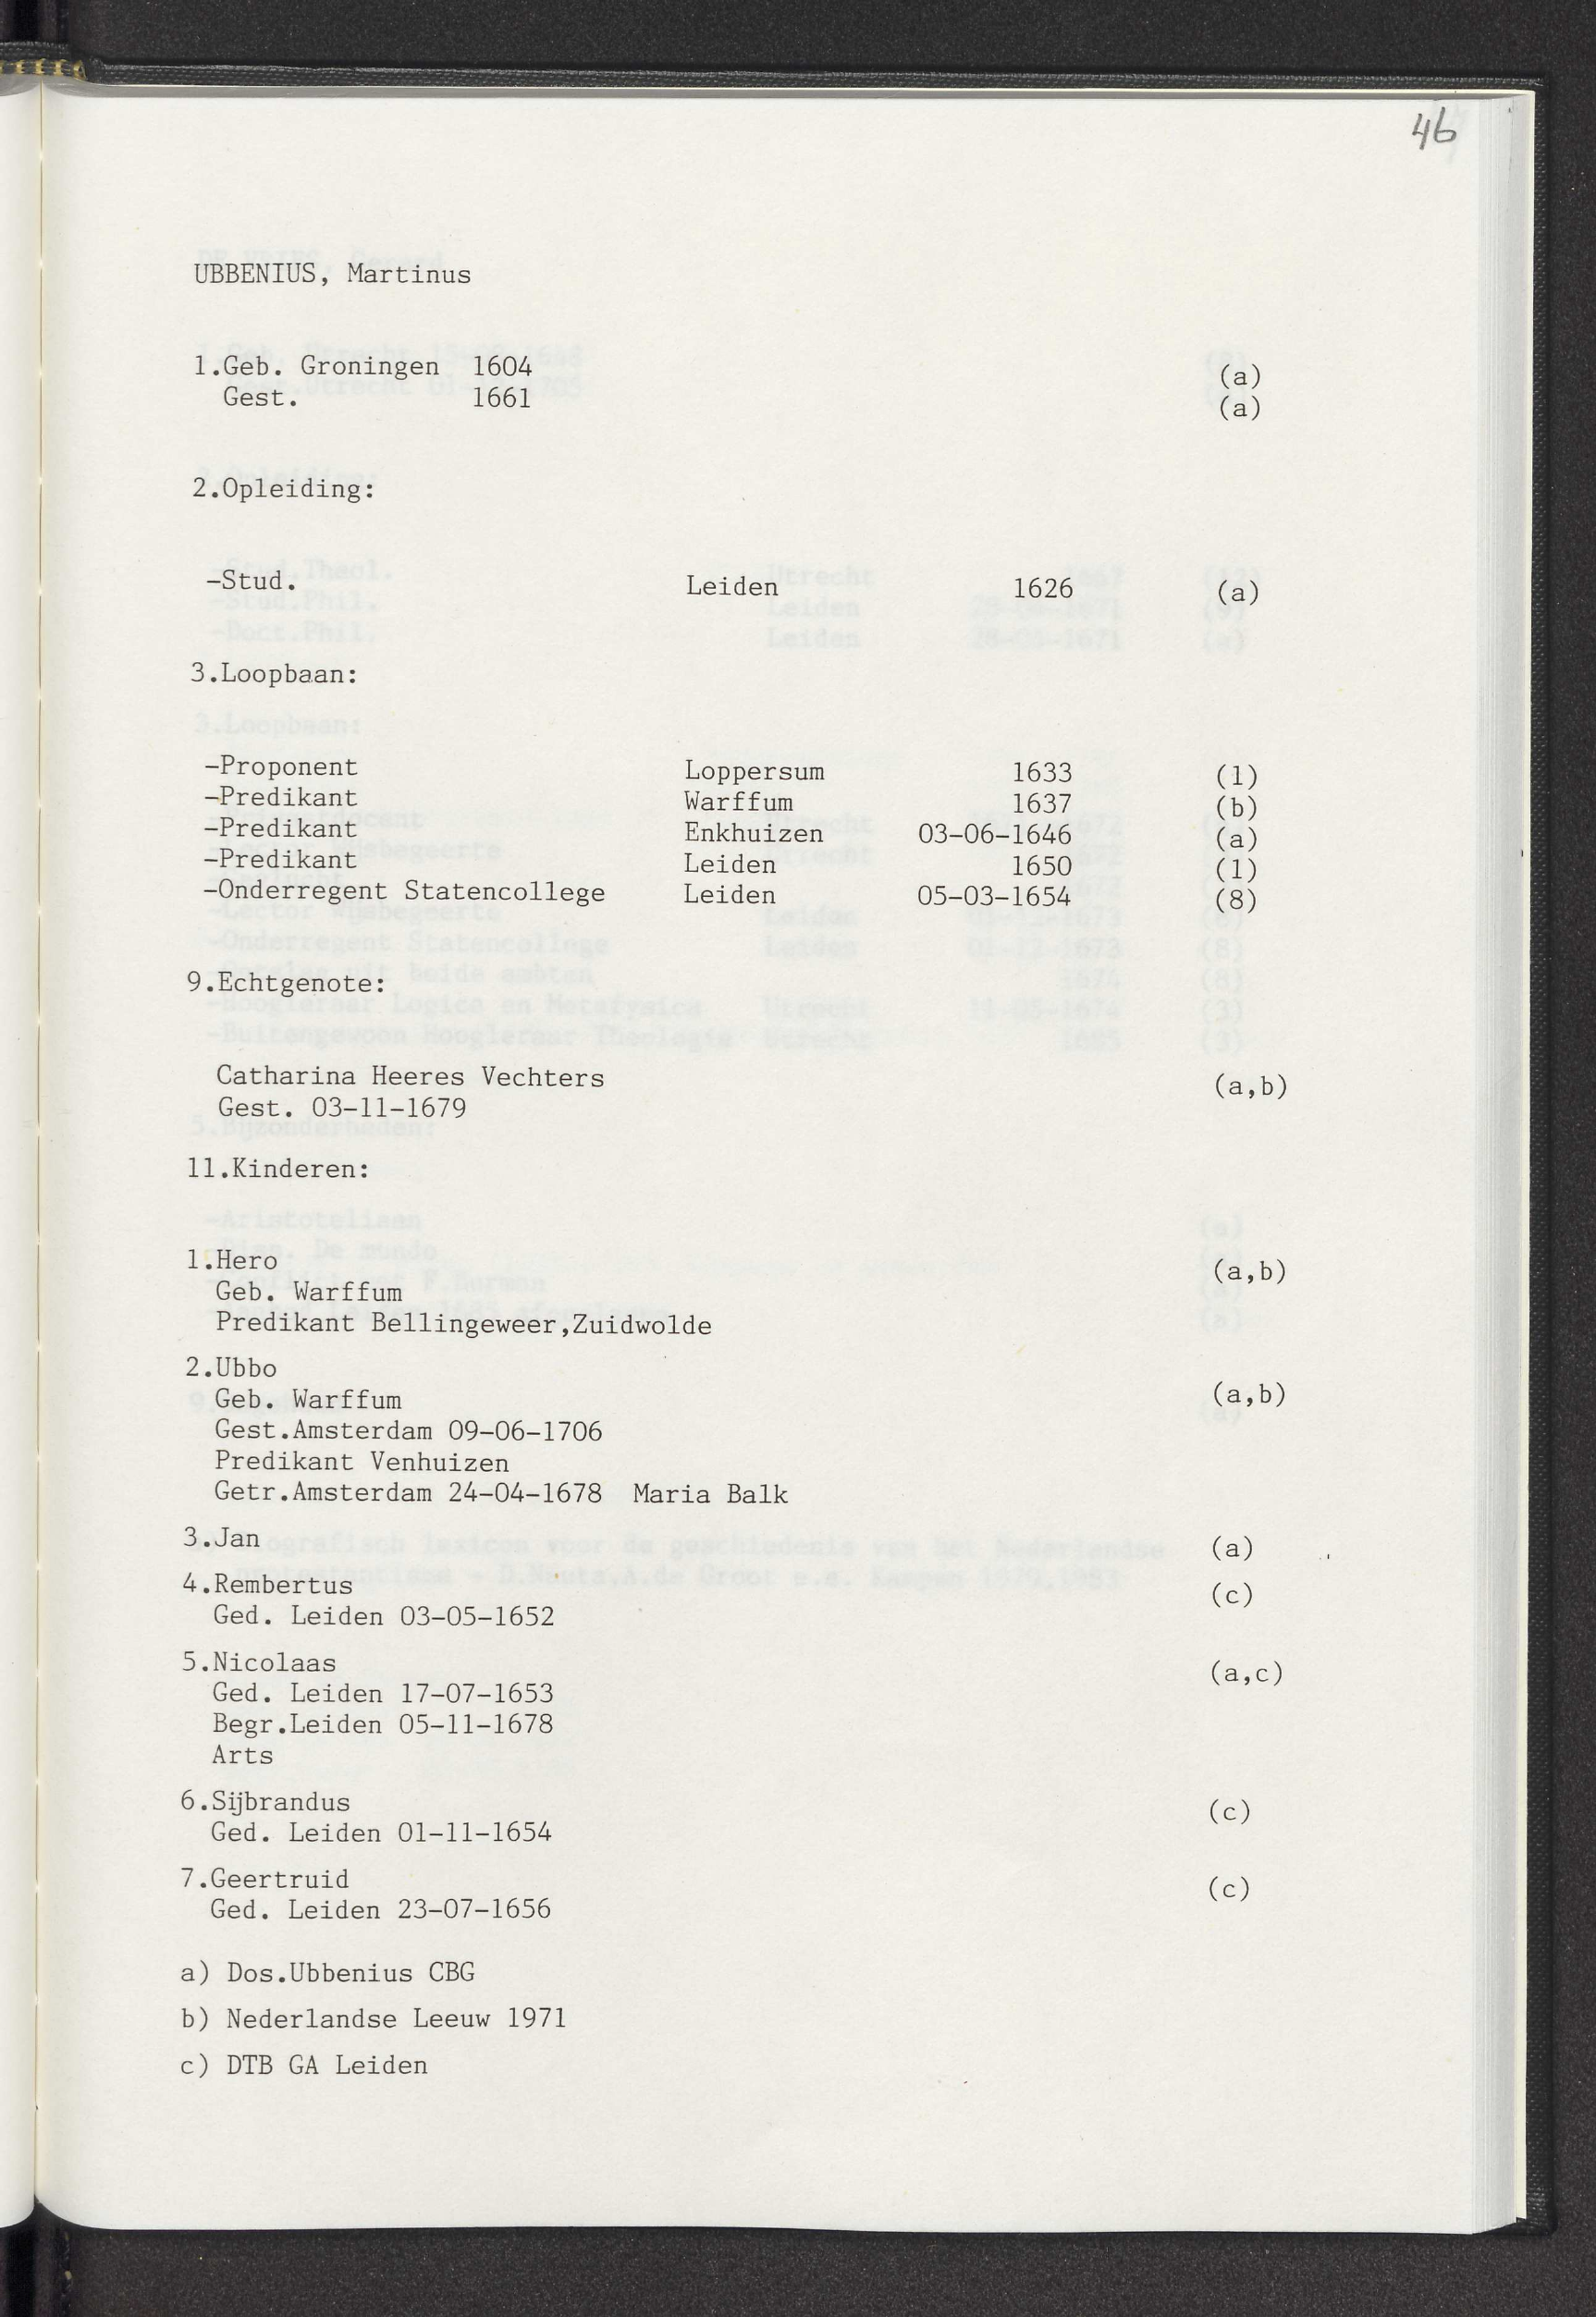 46
UBBENIUS, Martinus
1.Geb. Groningen 1604 (a)
Gest. 1661 (a)
2.Opleiding:
-Stud. Leiden 1626 (a)
3.Loopbaan:
-Proponent Loppersum 1633 (1)
-Predikant Warffum 1637 (b)
-Predikant Enkhuizen 03-06-1646 (a)
-Predikant Leiden 1650 (1)
-Onderregent Statencollege Leiden 05-03-1654 (8)
9.Echtgenote:
Catharina Heeres Vechters (a,b)
Gest. 03-11-1679
11.Kinderen:
1.Hero (a,b)
Geb. Warffum
Predikant Bellingeweer,Zuidwolde
2.Ubbo
Geb. Warffum (a,b)
Gest.Amsterdam 09-06-1706
Predikant Venhuizen
Getr.Amsterdam 24-04-1678 Maria Balk
3.Jan (a)
4.Rembertus (c)
Ged. Leiden 03-05-1652
5.Nicolaas (a,c)
Ged. Leiden 17-07-1653
Begr.Leiden 05-11-1678
Arts
6.Sijbrandus (c)
Ged. Leiden 01-11-1654
7.Geertruid (c)
Ged. Leiden 23-07-1656
a) Dos.Ubbenius CBG
b) Nederlandse Leeuw 1971
c) DTB GA Leiden